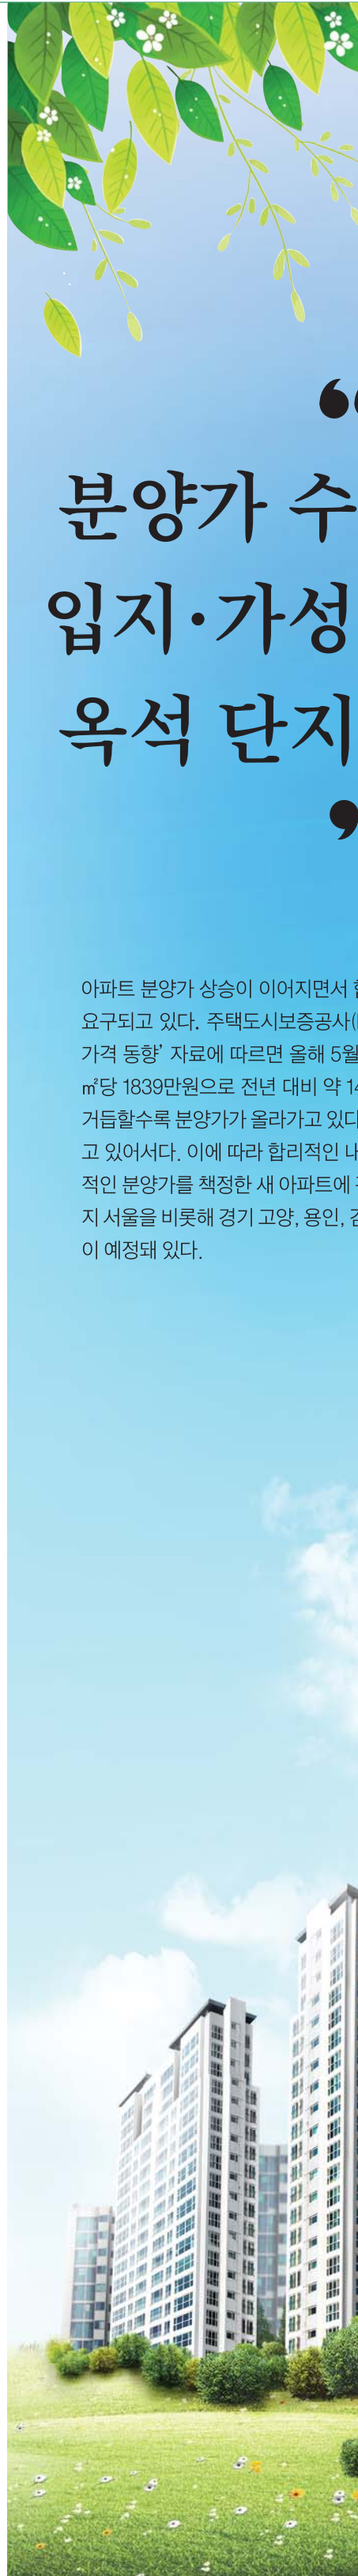 “
분양가 수
입지·가성
옥석 단지
”
아파트 분양가 상승이 이어지면서
요구되고 있다. 주택도시보증공사(
가격 동향’ 자료에 따르면 올해 5월
㎡당 1839만원으로 전년 대비 약 14
거듭할수록 분양가가 올라가고 있다
고 있어서다. 이에 따라 합리적인 내
적인 분양가를 책정한 새 아파트에
지 서울을 비롯해 경기 고양, 용인,
이 예정돼 있다.